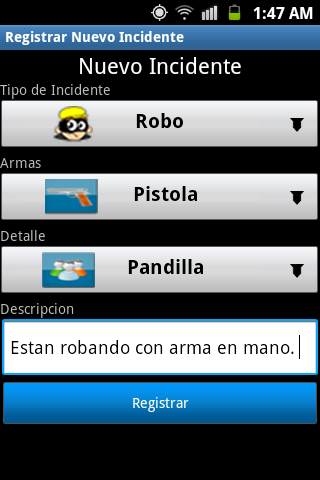 1:47 AM
Registrar Nuevo Incidente
Nuevo Incidente
Tipo de Incidente
Robo
Armas
Pistola
Detalle
Pandilla
Descripcion
Estan robando con arma en mano.
Registrar